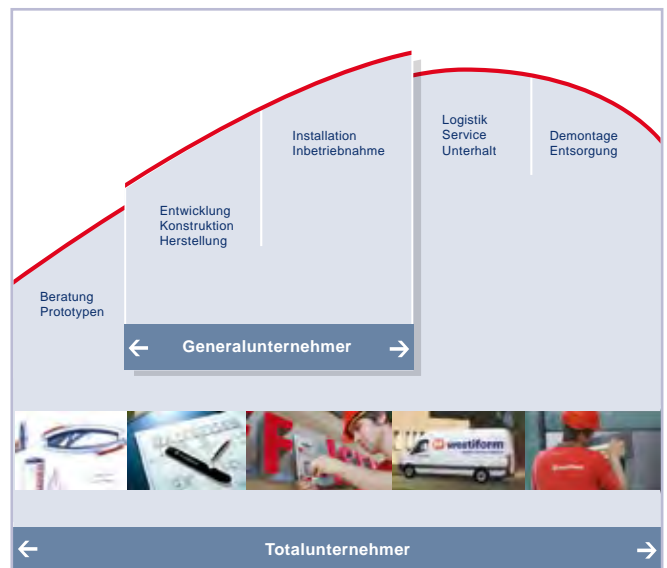 Beratung
Prototypen
Entwicklung
Konstruktion
Herstellung
Installation
Inbetriebnahme
Logistik
Service
Unterhalt
Demontage
Entsorgung
Generalunternehmer
westiform
Totalunternehmer